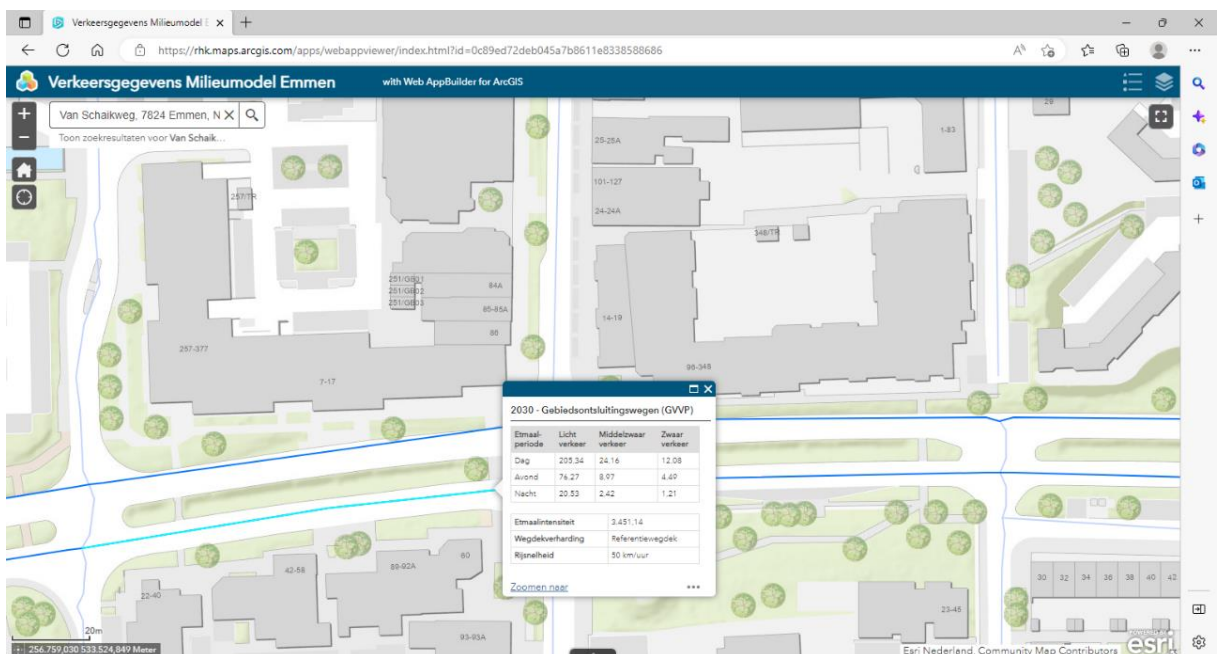 Verkeersgegevens Milieumodel E
https://rhk.maps.arcgis.com/apps/webappviewer/index.html?id=0c89ed72deb045a7b8611e8338588686
Verkeersgegevens Milieumodel Emmen
with Web AppBuilder for ArcGIS
Van Schaikweg, 7824 Emmen, N
Toon zoekresultaten voor Van Schaik...
29
25-25A
1-83
101-127
257/TR
24-24A
348/TR
251/GB01
251/GB02
251/GB03
84A
85-85A
86
14-19
257-377
7-17
98-348
2030 - Gebiedsontsluitingswegen (GVVP)
Etmaal-periode Licht verkeer Middelzwaar verkeer Zwaar verkeer
Dag 205,34 24,16 12,08
Avond 76,27 8,97 4,49
Nacht 20,53 2,42 1,21
Etmaalintensiteit 3.451,14
Wegdekverharding Referentiewegdek
Rijsnelheid 50 km/uur
Zoomen naar
60
42-58
88-92A
22-40
30 32 34 36 38 40 42
23-45
93-93A
20m
256.759,030 533.524,849 Meter
Esri Nederland, Community Map Contributors
POWERED BY
esri